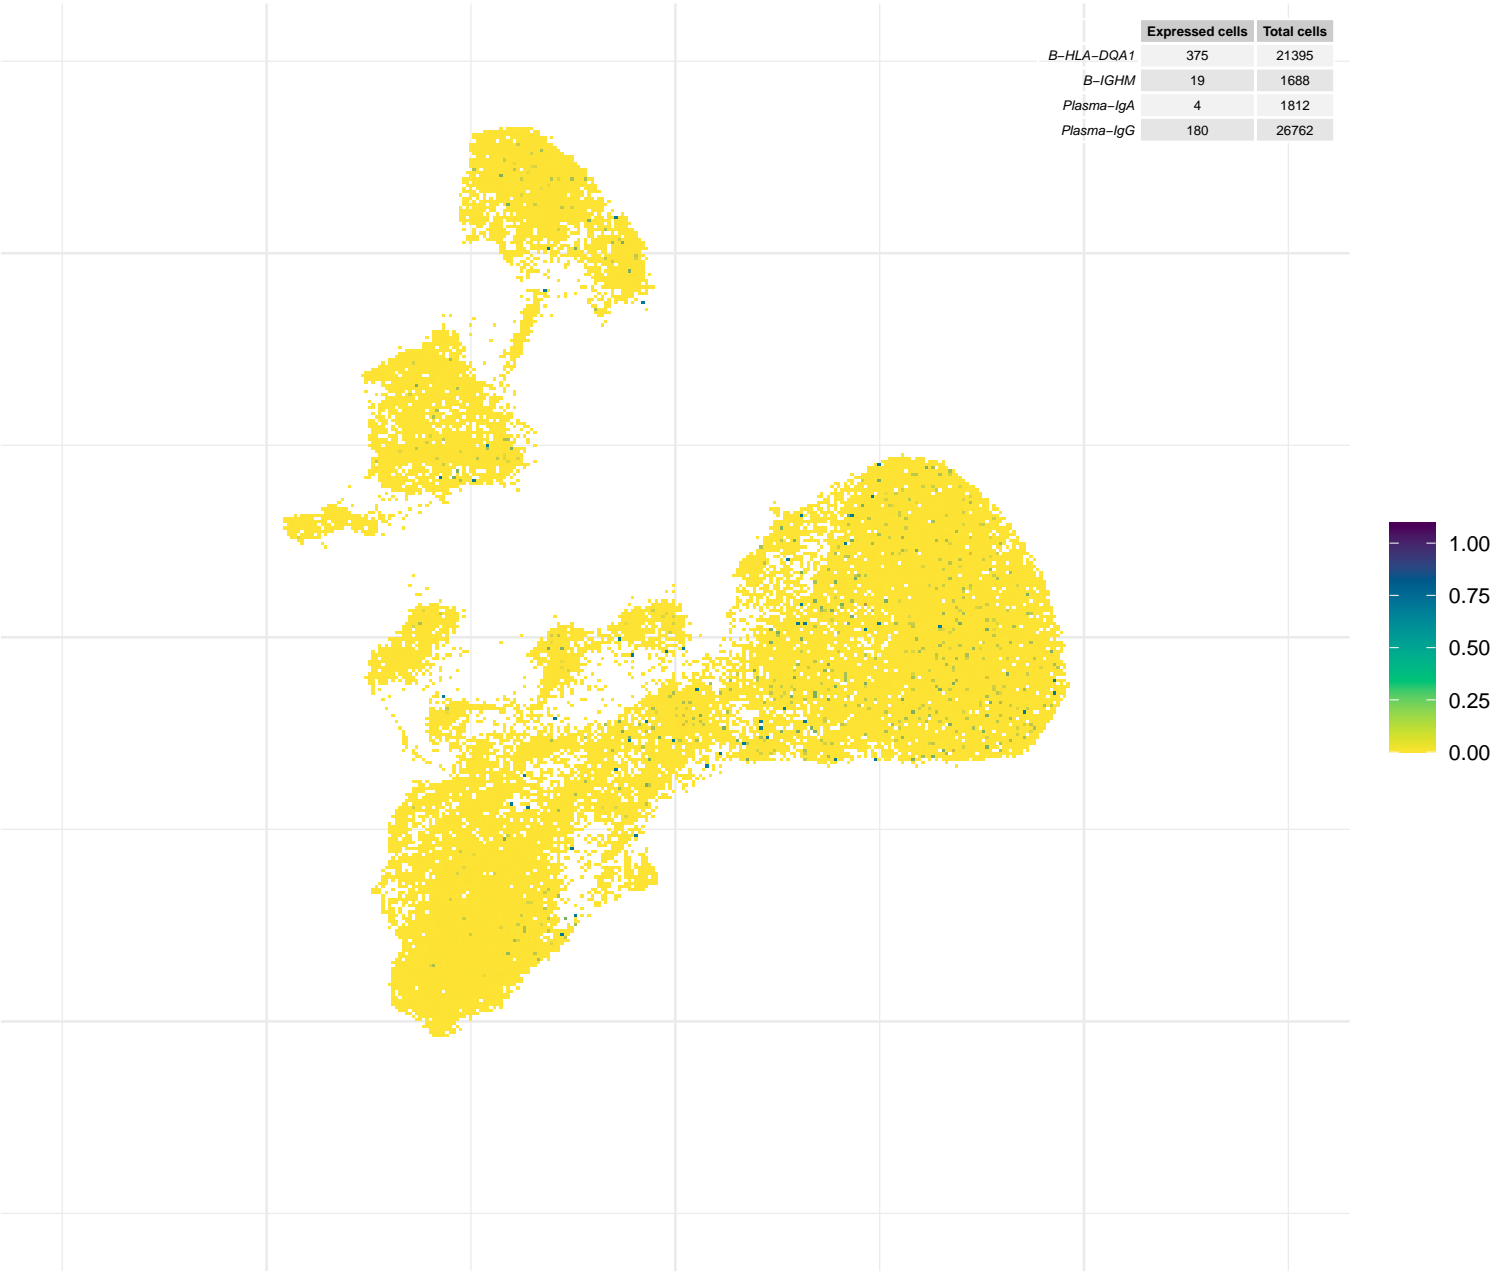 Expressed cells Total cells
B−HLA−DQA1 375 21395
B−IGHM 19 1688
Plasma−IgA 4 1812
Plasma−IgG 180 26762
1.00
0.75
0.50
0.25
0.00